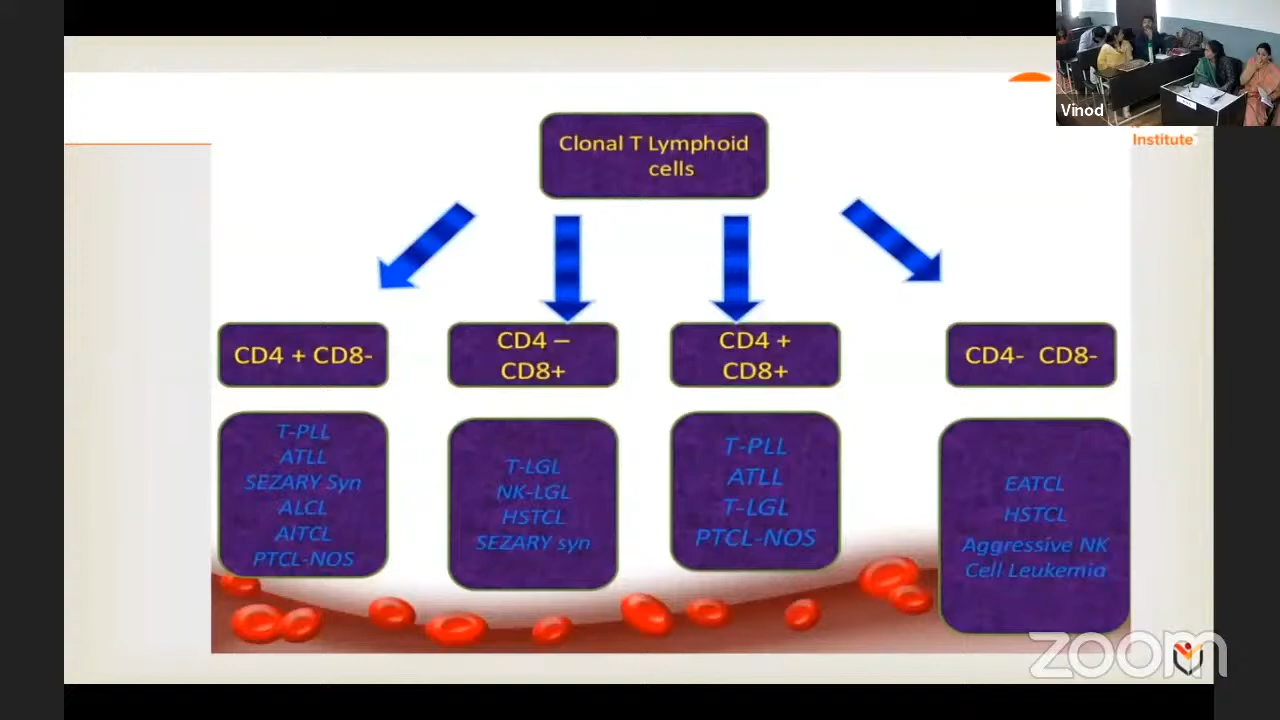 Vinod
Institute
Clonal T Lymphoid
cells
CD4 + CD8-
CD4 –
CD8+
CD4 +
CD8+
CD4- CD8-
T-PLL
ATLL
SEZARY Syn
ALCL
AITCL
PTCL-NOS
T-LGL
NK-LGL
HSTCL
SEZARY syn
T-PLL
ATLL
T-LGL
PTCL-NOS
EATCL
HSTCL
Aggressive NK
Cell Leukemia
zoom